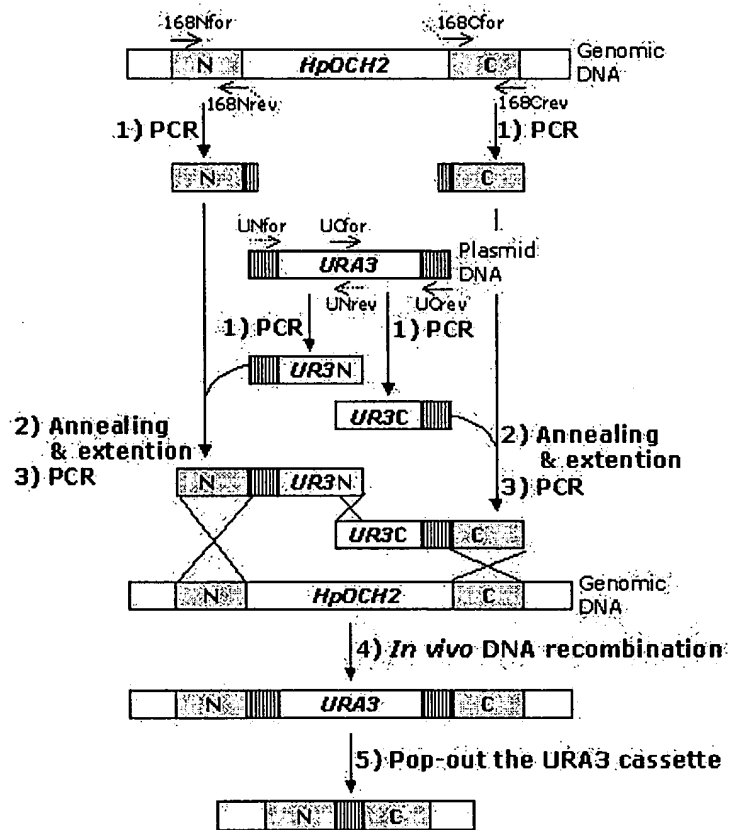 168Nfor
168Cfor
N
HpOCH2
C
Genomic
DNA
168Nrev
168Crev
1) PCR
1) PCR
N
C
UNfor
UCfor
URA3
Plasmid
DNA
UNrev
UCrev
1) PCR
1) PCR
UR3N
UR3C
2) Annealing
& extention
3) PCR
2) Annealing
& extention
3) PCR
N
UR3N
UR3C
C
N
HpOCH2
C
Genomic
DNA
4) In vivo DNA recombination
N
URA3
C
5) Pop-out the URA3 cassette
N
C